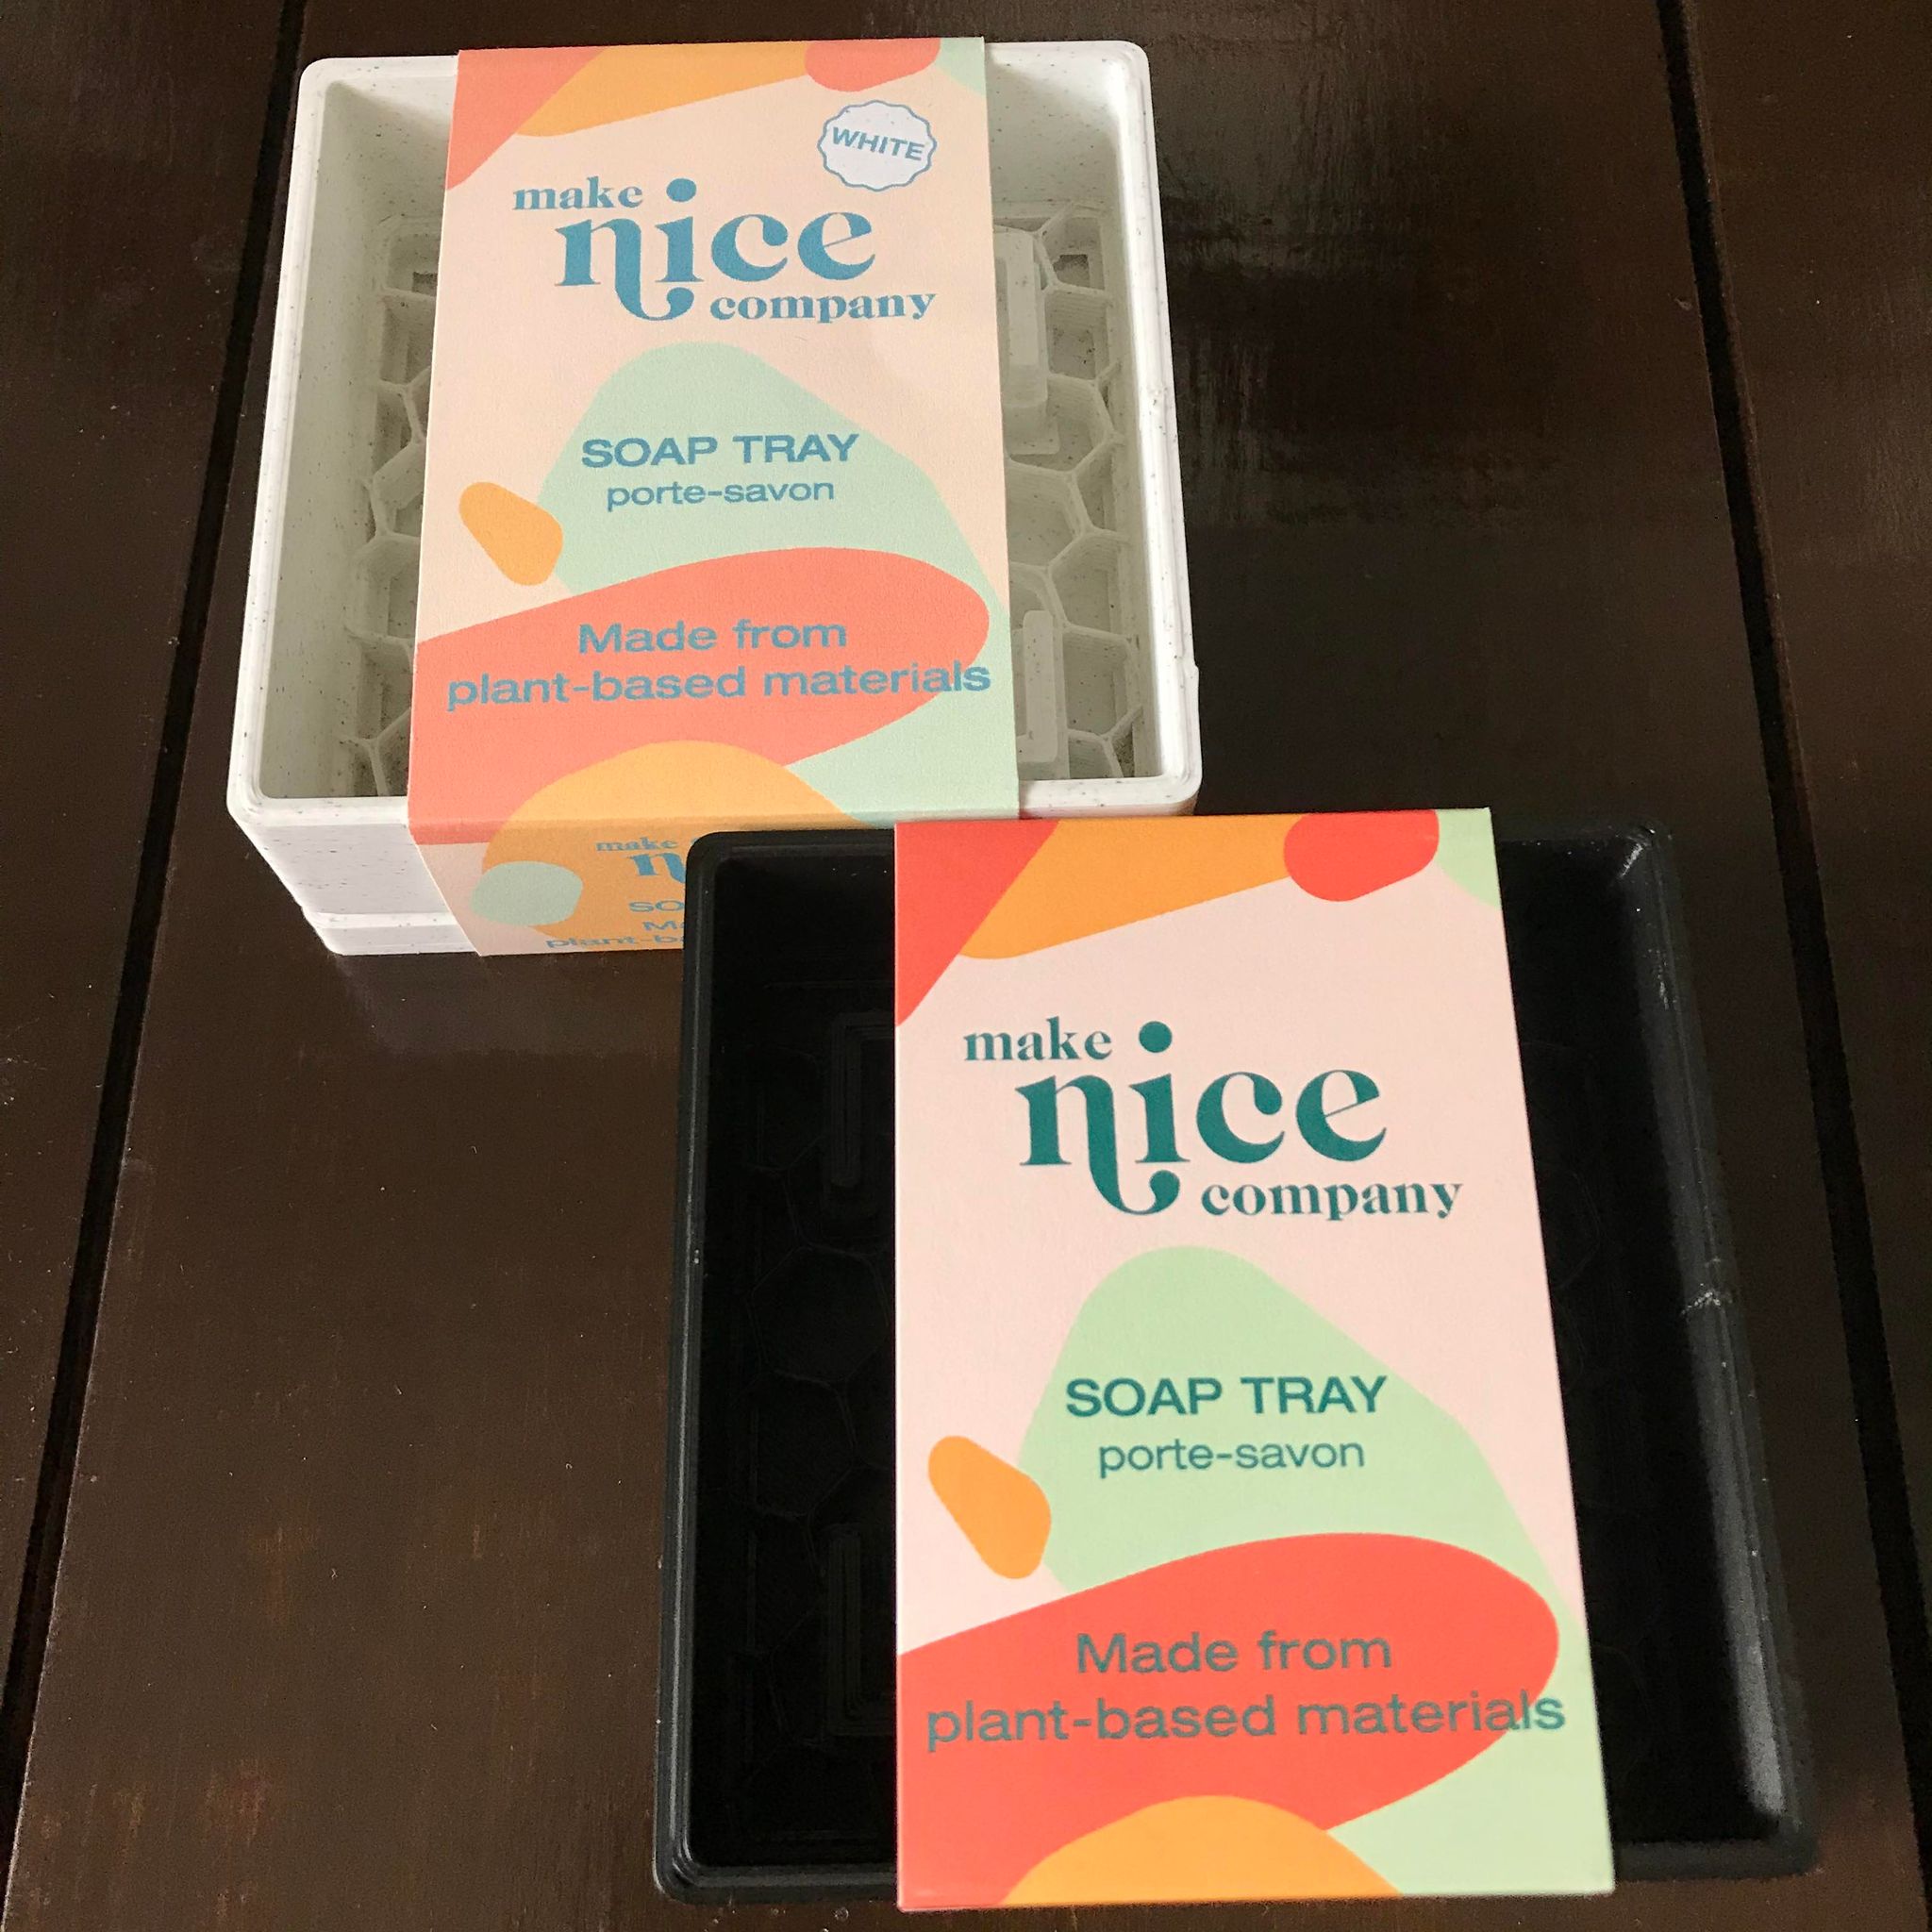 WHITE
make
nice
company
SOAP TRAY
porte-savon
Made from
plant-based materials
make
make
nice
company
SOAP TRAY
porte-savon
Made from
plant-based materials